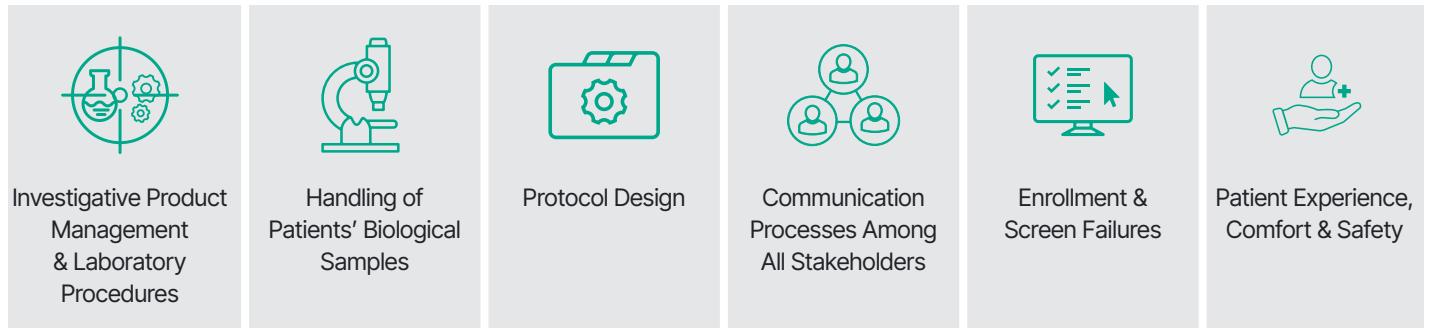 Investigative Product
Management
& Laboratory
Procedures
Handling of
Patients’ Biological
Samples
Protocol Design
Communication
Processes Among
All Stakeholders
Enrollment &
Screen Failures
Patient Experience,
Comfort & Safety